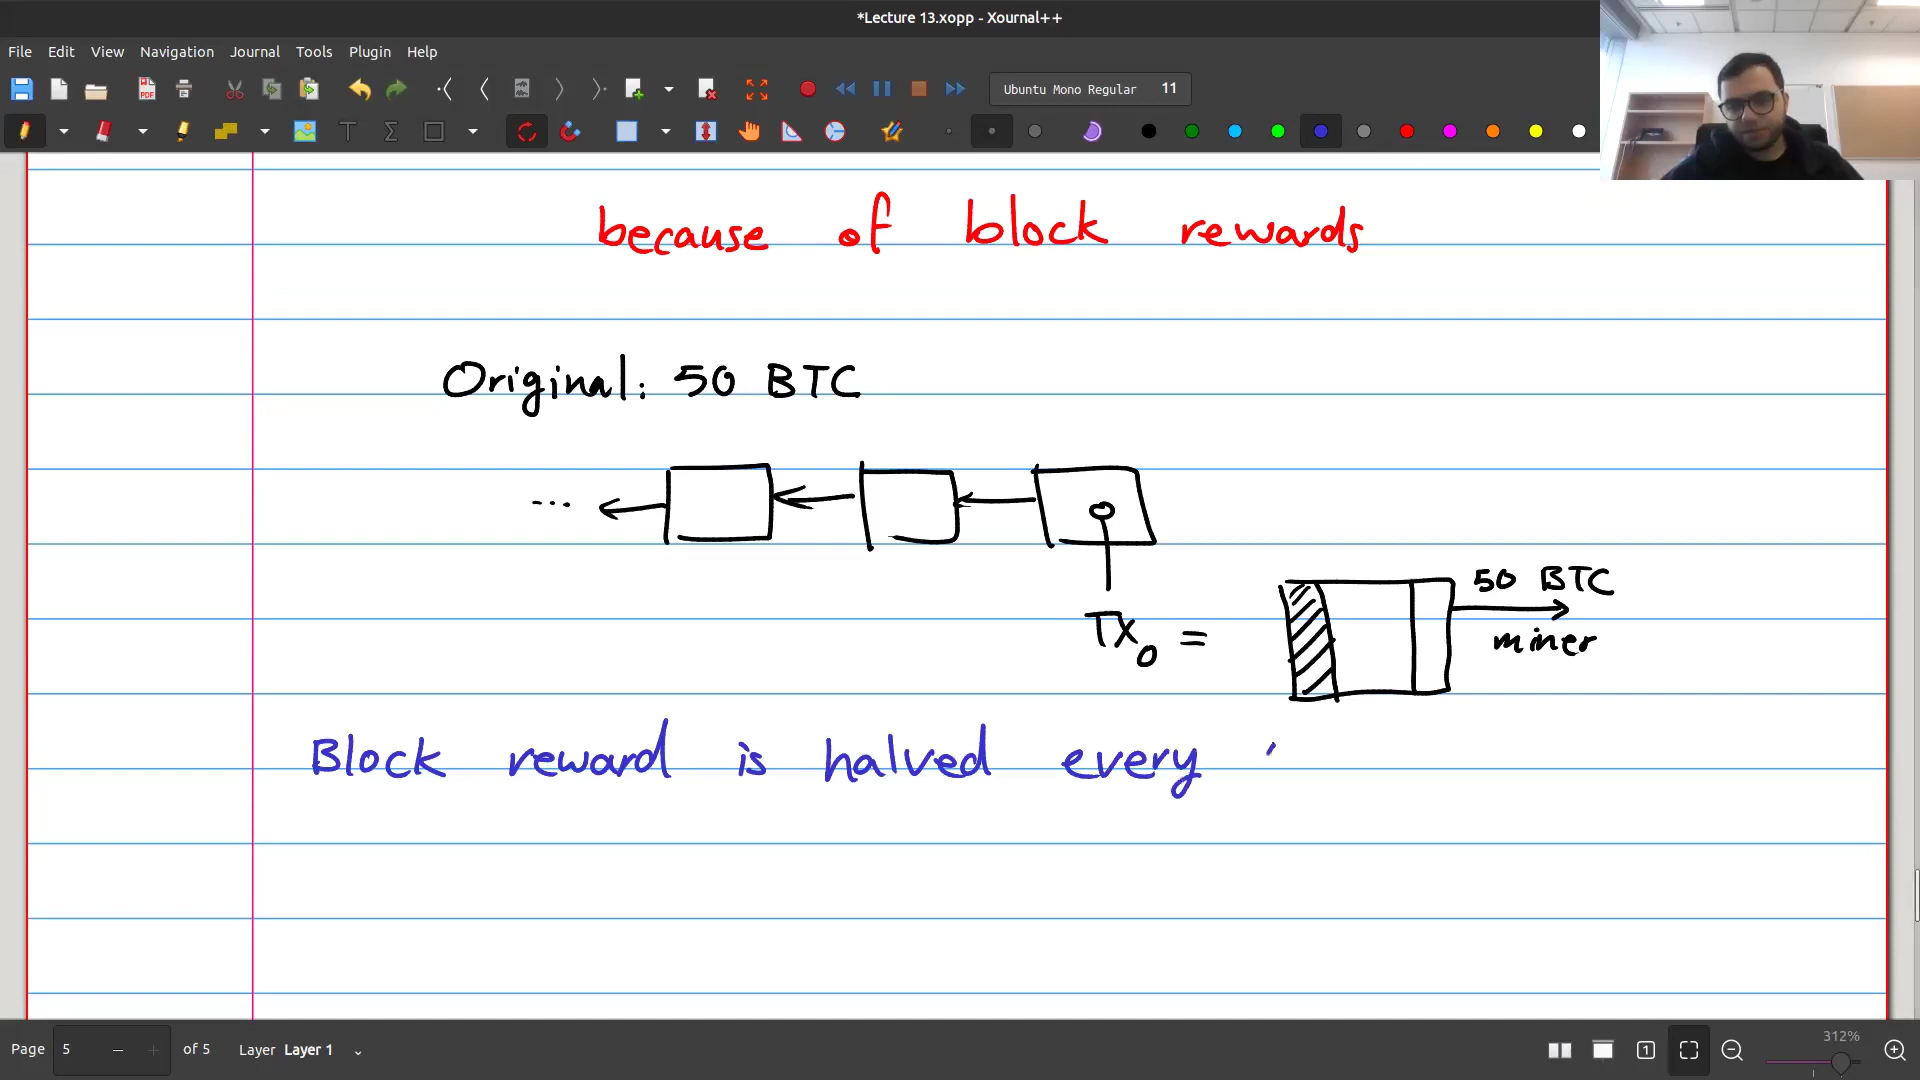 *Lecture 13.xopp - Xournal++
File Edit View Navigation Journal Tools Plugin Help
PDF
Ubuntu Mono Regular 11
because of block rewards
Original: 50 BTC
...
50 BTC
Tx0 =
miner
Block reward is halved every
312%
Page 5 of 5 Layer Layer 1